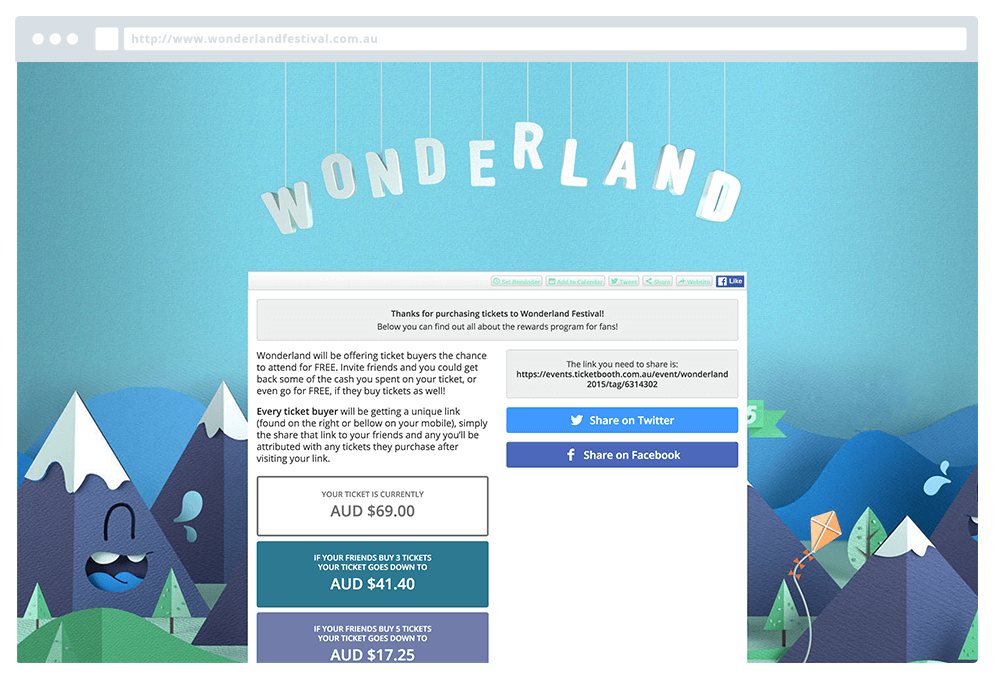 http://www.wonderlandfestival.com.au
WONDERLAND
Set Reminder
Add to Calendar
Tweet
Share
Website
Like
Thanks for purchasing tickets to Wonderland Festival!
Below you can find out all about the rewards program for fans!
Wonderland will be offering ticket buyers the chance
to attend for FREE. Invite friends and you could get
back some of the cash you spent on your ticket, or
even go for FREE, if they buy tickets as well!
Every ticket buyer will be getting a unique link
(found on the right or bellow on your mobile), simply
the share that link to your friends and any you'll be
attributed with any tickets they purchase after
visiting your link.
YOUR TICKET IS CURRENTLY
AUD $69.00
IF YOUR FRIENDS BUY 3 TICKETS
YOUR TICKET GOES DOWN TO
AUD $41.40
IF YOUR FRIENDS BUY 5 TICKETS
YOUR TICKET GOES DOWN TO
AUD $17.25
The link you need to share is:
https://events.ticketbooth.com.au/event/wonderland
2015/tag/6314302
Share on Twitter
Share on Facebook